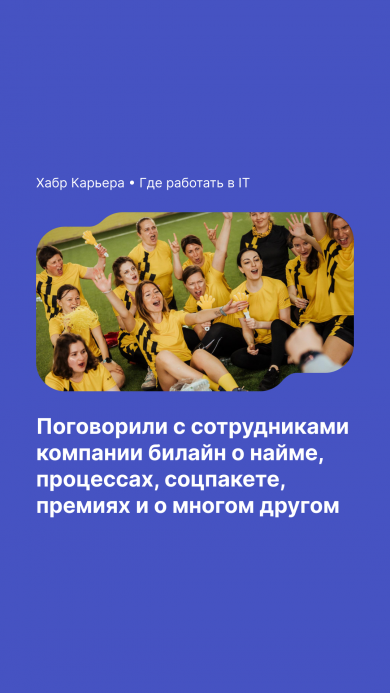 Хабр Карьера • Где работать в IT
Поговорили с сотрудниками
компании билайн о найме,
процессах, соцпакете,
премиях и о многом другом